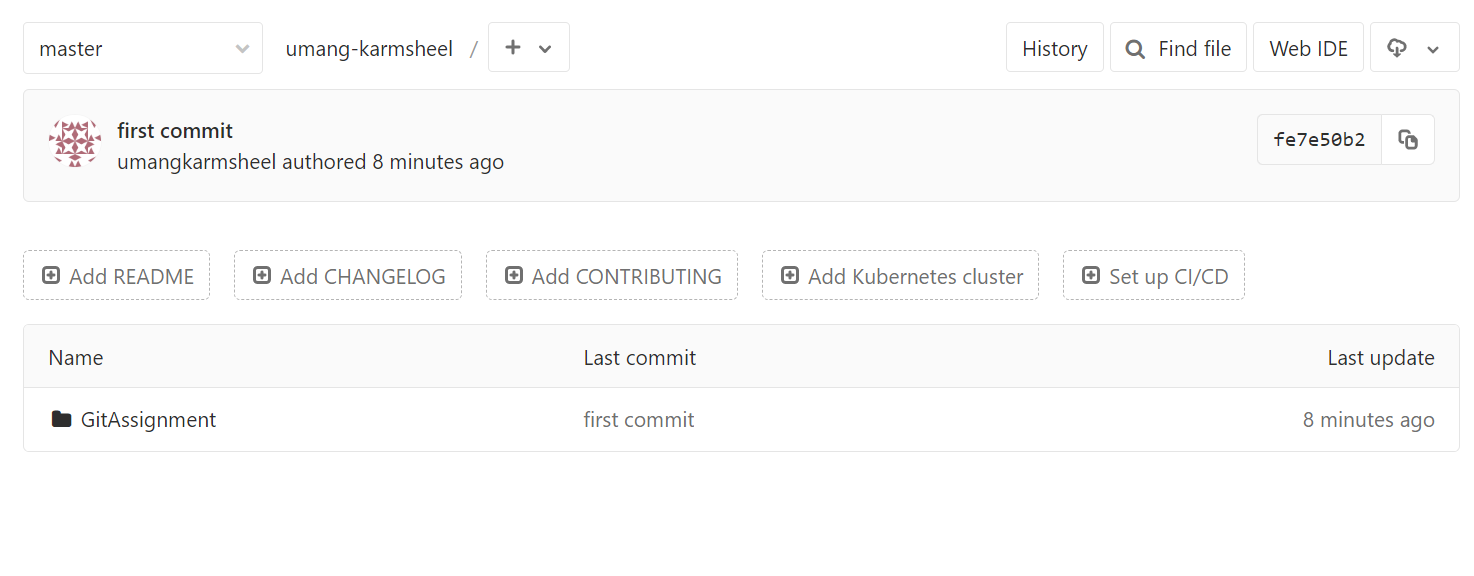 master umang-karmsheel / History Find file Web IDE
first commit
umangkarmsheel authored 8 minutes ago
fe7e50b2
Add README Add CHANGELOG Add CONTRIBUTING Add Kubernetes cluster Set up CI/CD
Name Last commit Last update
GitAssignment first commit 8 minutes ago